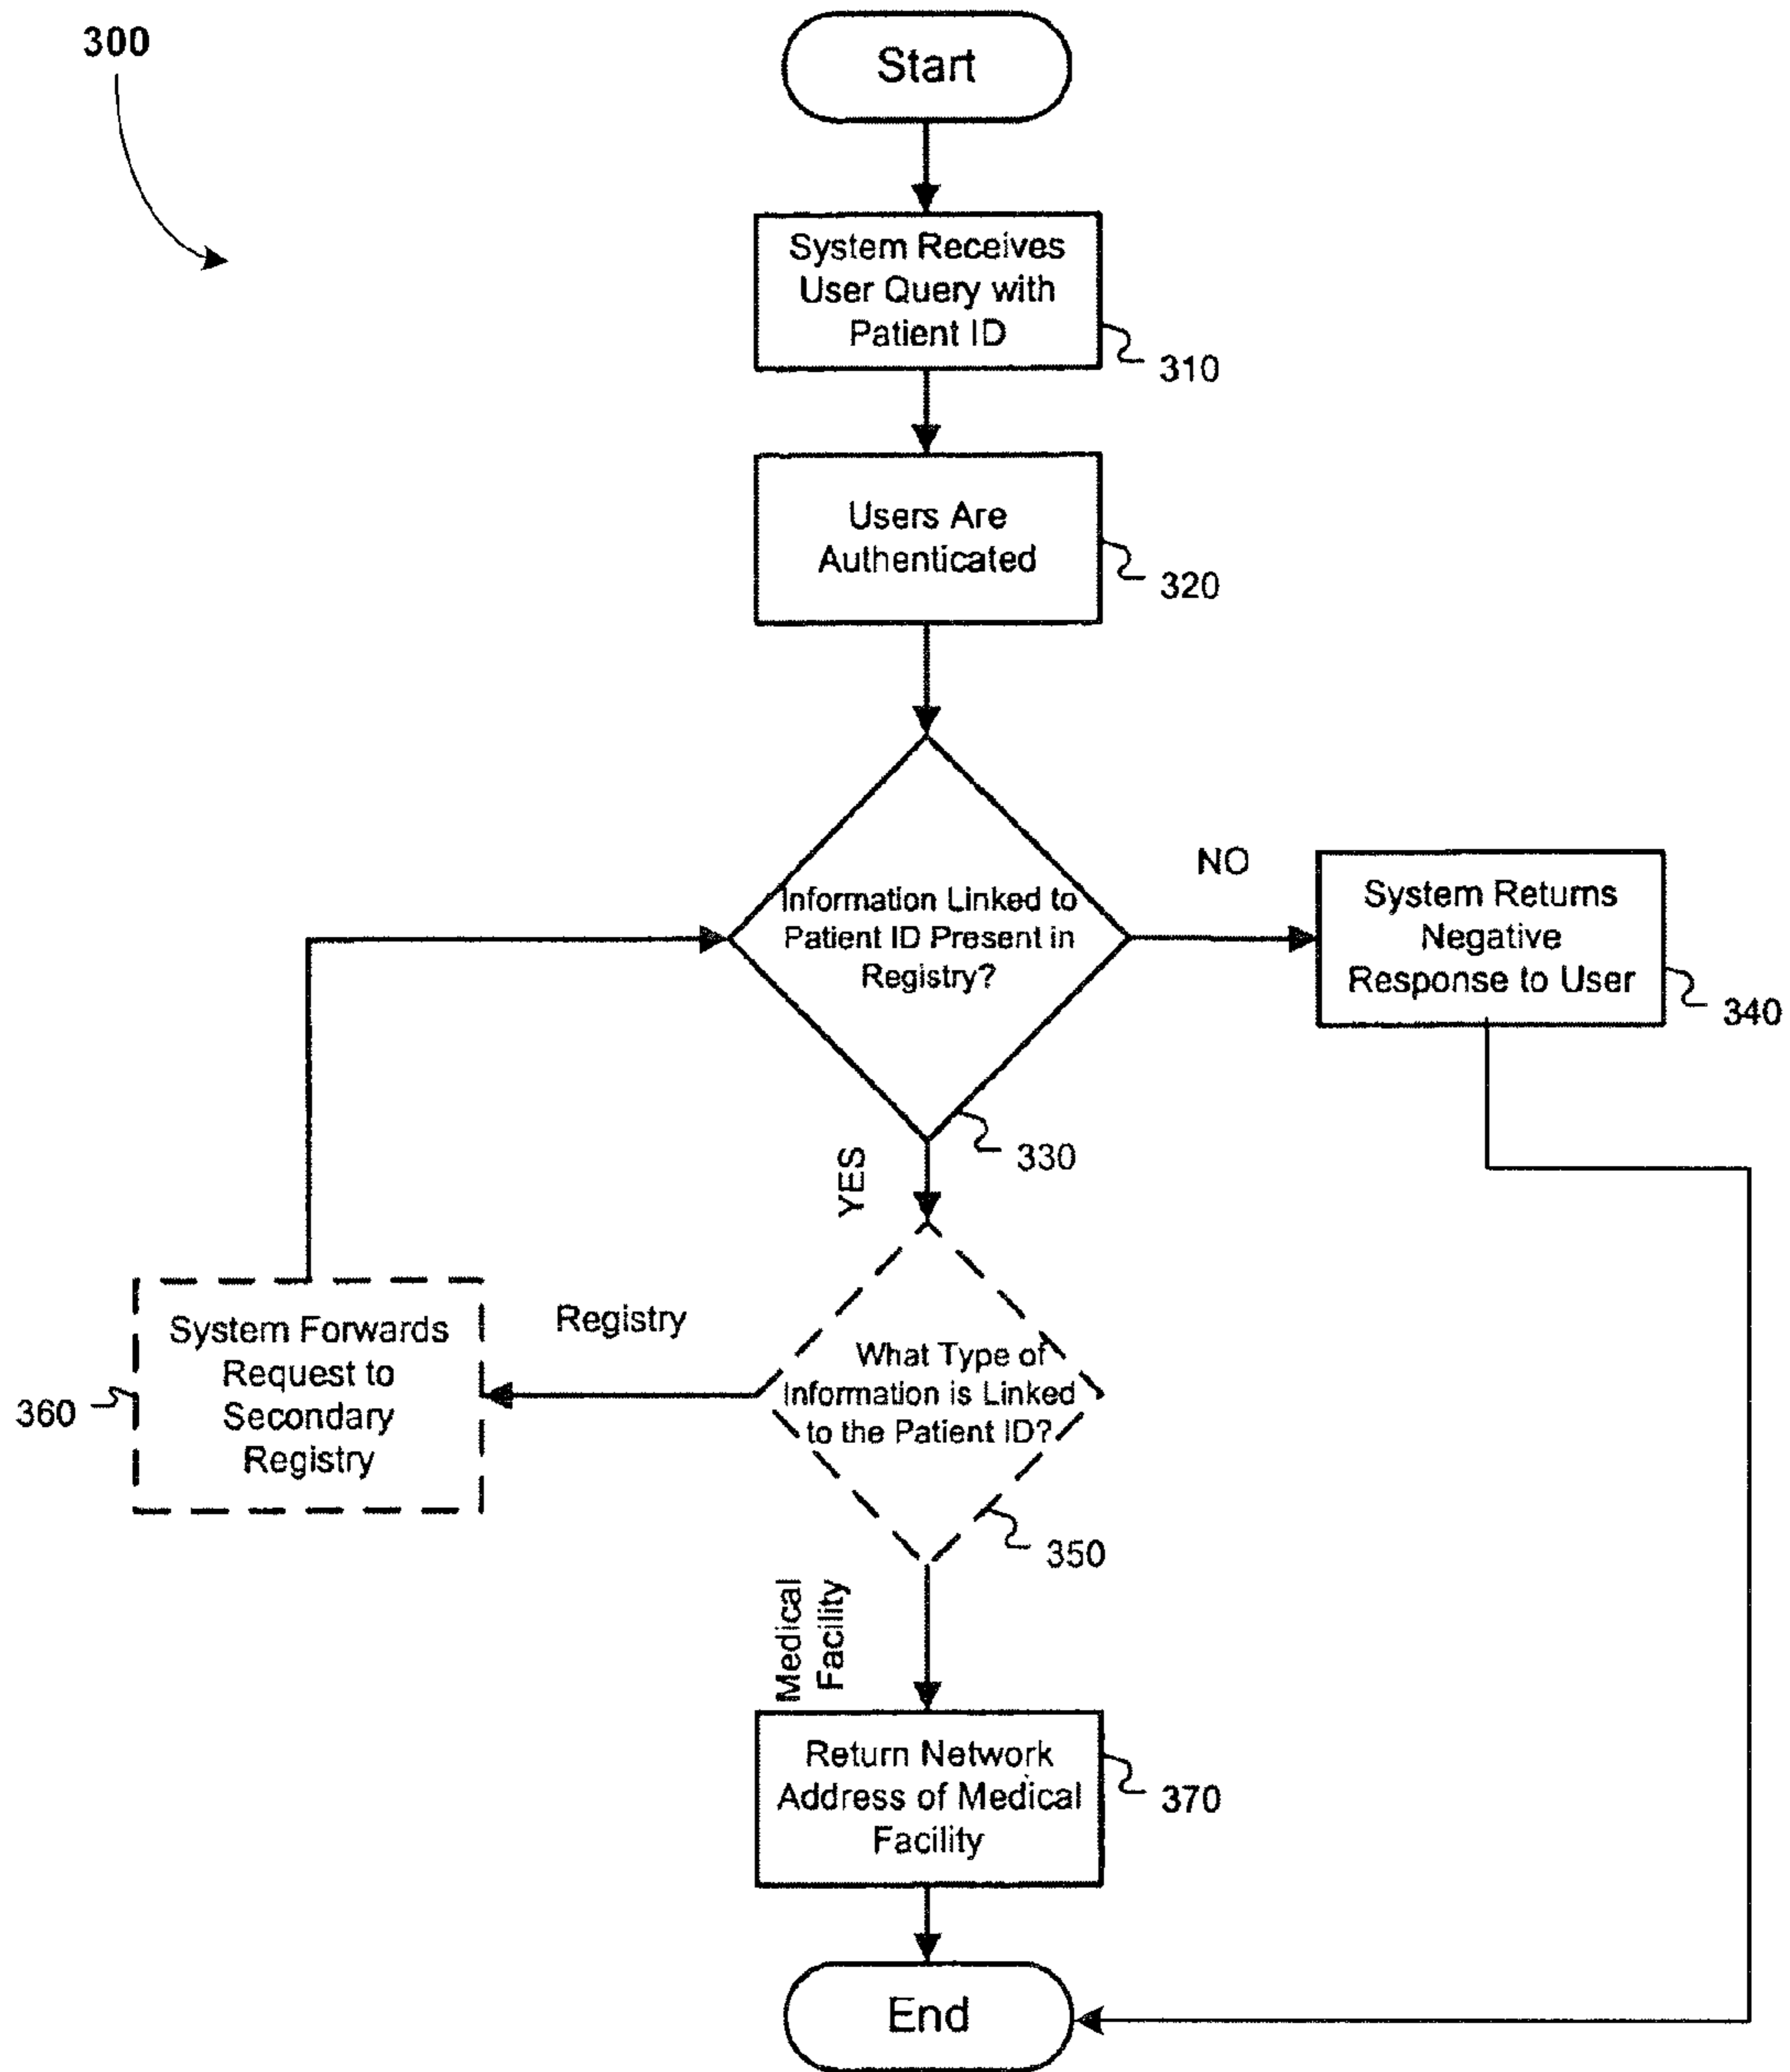 300
Start
System Receives
User Query with
Patient ID
310
Users Are
Authenticated
320
Information Linked to
Patient ID Present in
Registry?
330
NO
System Returns
Negative
Response to User
340
YES
What Type of
Information is Linked
to the Patient ID?
350
Registry
System Forwards
Request to
Secondary
Registry
360
Medical
Facility
Return Network
Address of Medical
Facility
370
End